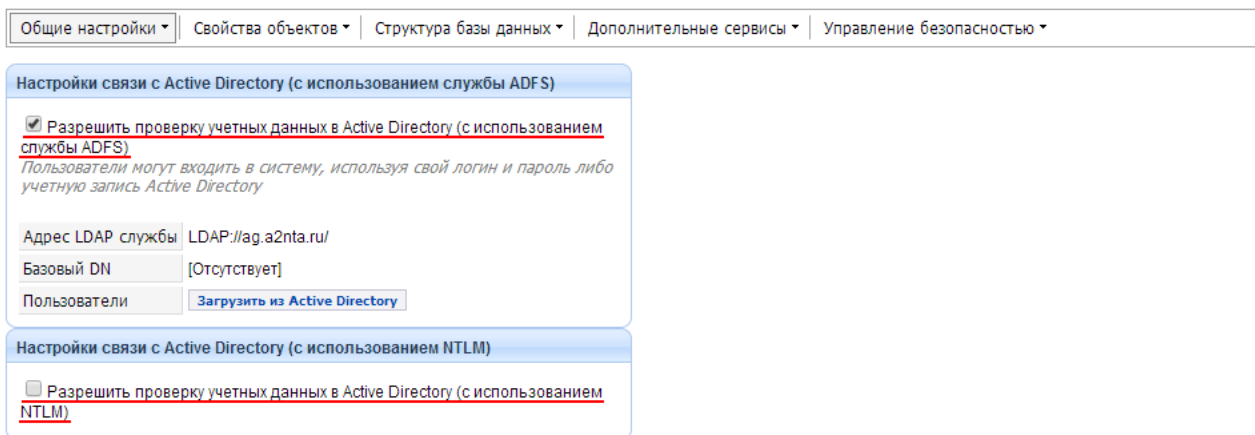 Общие настройки Свойства объектов Структура базы данных Дополнительные сервисы Управление безопасностью
Настройки связи с Active Directory (с использованием службы ADFS)
Разрешить проверку учетных данных в Active Directory (с использованием
службы ADFS)
Пользователи могут входить в систему, используя свой логин и пароль либо
учетную запись Active Directory
Адрес LDAP службы LDAP://ag.a2nta.ru/
Базовый DN [Отсутствует]
Пользователи Загрузить из Active Directory
Настройки связи с Active Directory (с использованием NTLM)
Разрешить проверку учетных данных в Active Directory (с использованием
NTLM)